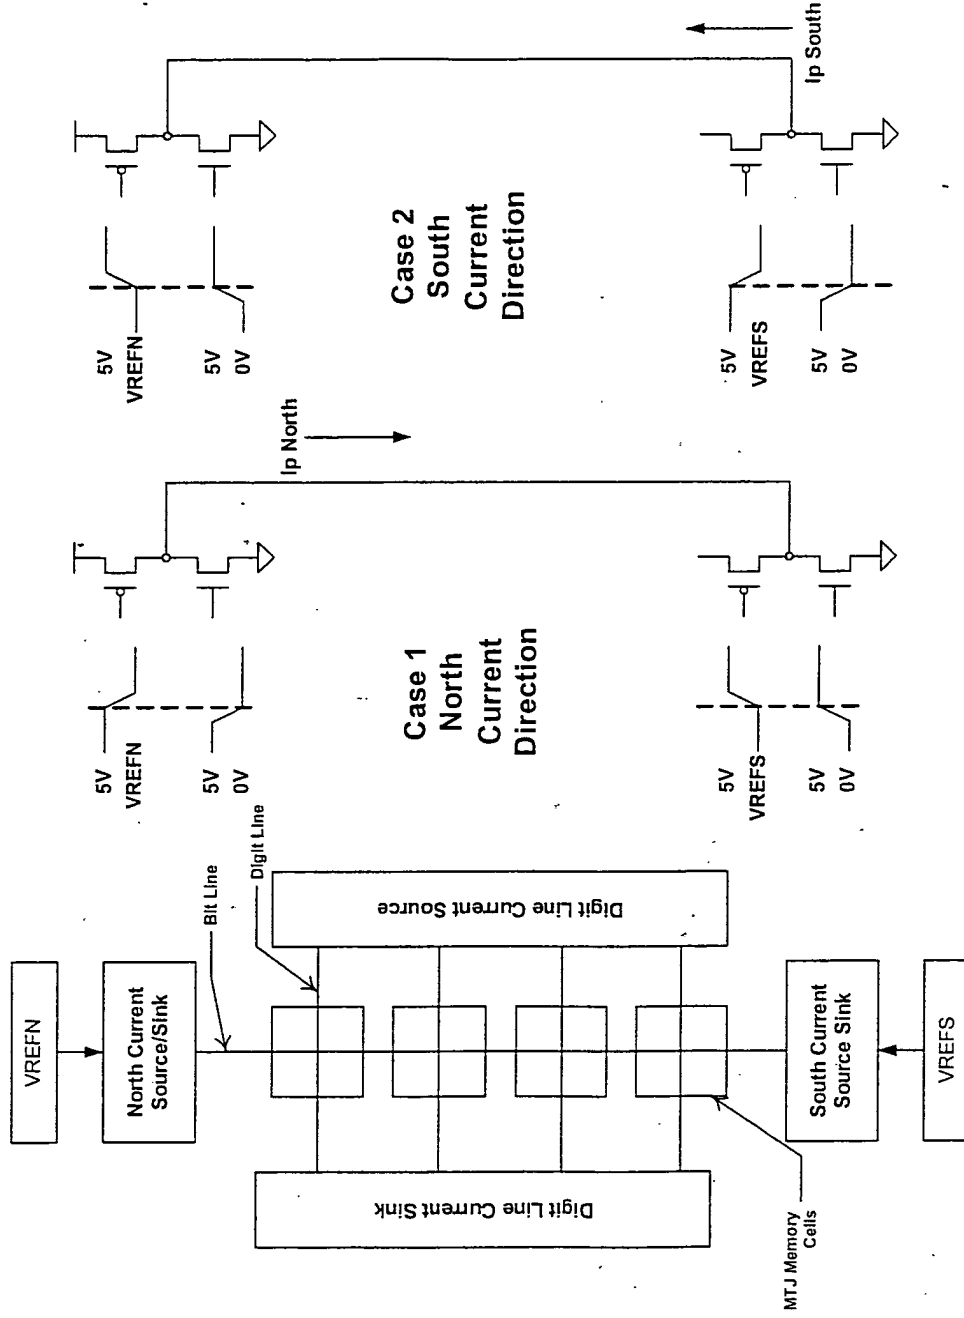 VREFN
North Current
Source/Sink
Bit Line
Digit Line
Digit Line Current Source
Digit Line Current Sink
MTJ Memory
Cells
South Current
Source Sink
VREFS
5V
VREFN
5V
0V
Case 1
North
Current
Direction
Ip North
5V
VREFS
5V
0V
5V
VREFN
5V
0V
Case 2
South
Current
Direction
5V
VREFS
5V
0V
Ip South